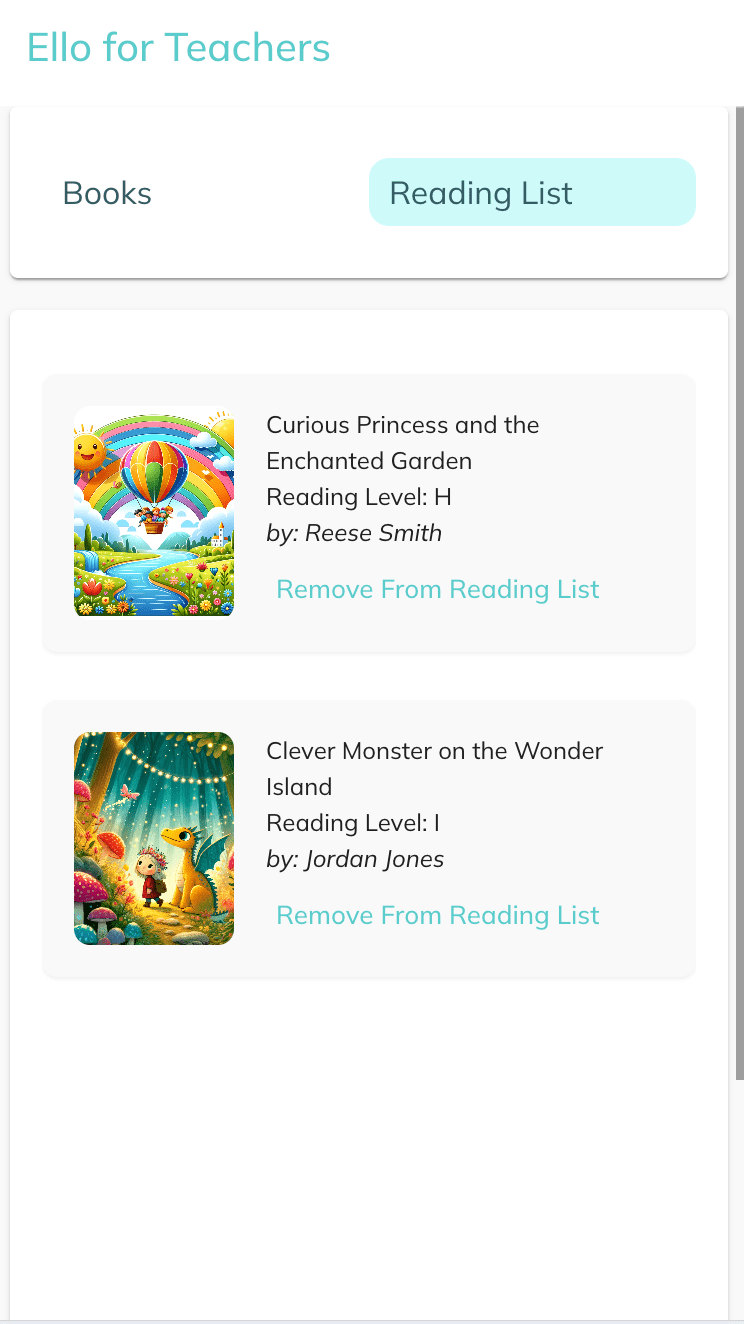 Ello for Teachers
Books
Reading List
Curious Princess and the
Enchanted Garden
Reading Level: H
by: Reese Smith
Remove From Reading List
Clever Monster on the Wonder
Island
Reading Level: I
by: Jordan Jones
Remove From Reading List